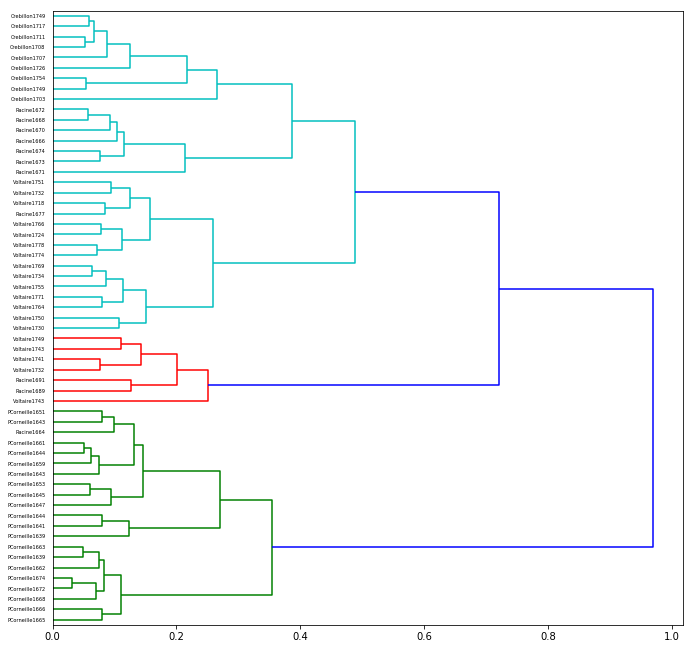 Crebillon1749
Crebillon1717
Crebillon1711
Crebillon1708
Crebillon1707
Crebillon1726
Crebillon1754
Crebillon1749
Crebillon1703
Racine1672
Racine1668
Racine1670
Racine1666
Racine1674
Racine1673
Racine1671
Voltaire1751
Voltaire1732
Voltaire1718
Racine1677
Voltaire1766
Voltaire1724
Voltaire1778
Voltaire1774
Voltaire1769
Voltaire1734
Voltaire1755
Voltaire1771
Voltaire1764
Voltaire1750
Voltaire1730
Voltaire1749
Voltaire1743
Voltaire1741
Voltaire1732
Racine1691
Racine1689
Voltaire1743
PCorneille1651
PCorneille1643
Racine1664
PCorneille1661
PCorneille1644
PCorneille1659
PCorneille1643
PCorneille1653
PCorneille1645
PCorneille1647
PCorneille1644
PCorneille1641
PCorneille1639
PCorneille1663
PCorneille1639
PCorneille1662
PCorneille1674
PCorneille1672
PCorneille1668
PCorneille1666
PCorneille1665
0.0 0.2 0.4 0.6 0.8 1.0